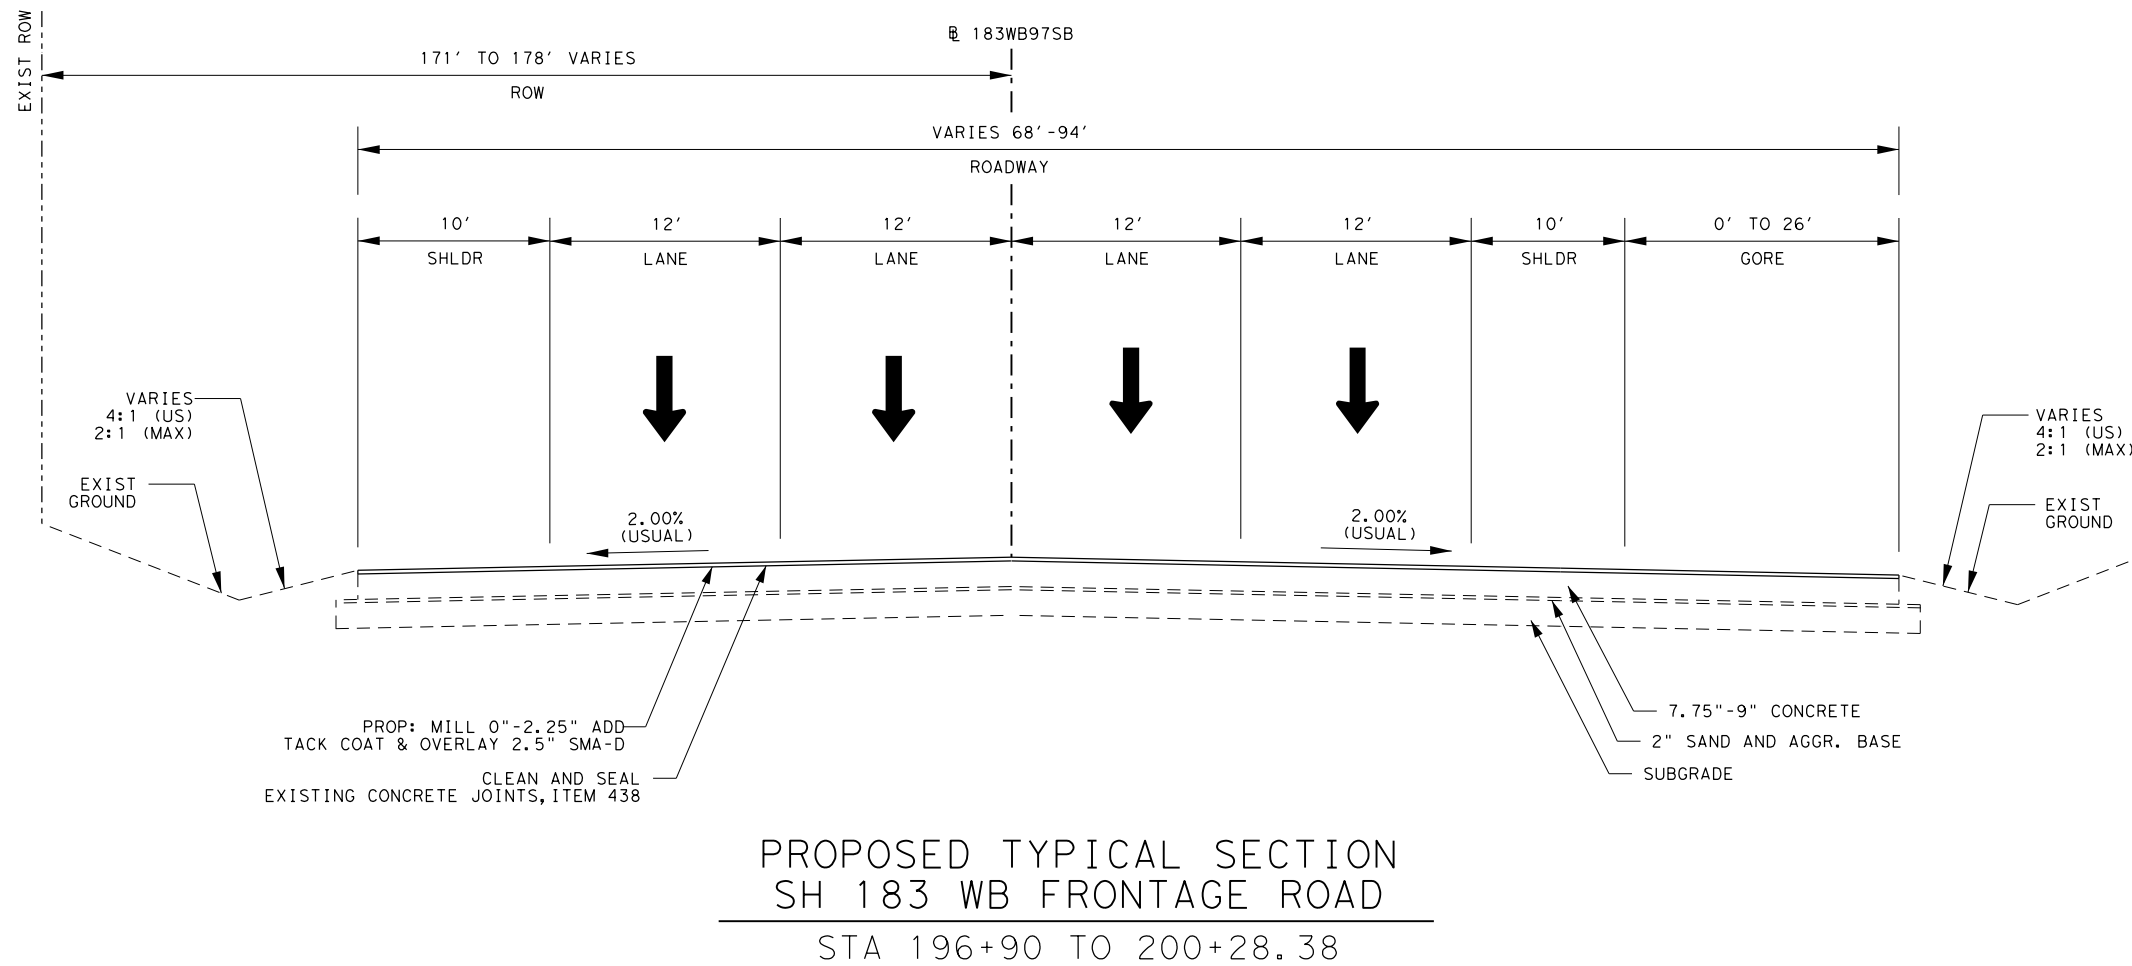 EXIST ROW
℄ 183WB97SB
171' TO 178' VARIES
ROW
VARIES 68'-94'
ROADWAY
10'
SHLDR
12'
LANE
12'
LANE
12'
LANE
12'
LANE
10'
SHLDR
0' TO 26'
GORE
VARIES
4:1 (US)
2:1 (MAX)
EXIST
GROUND
2.00%
(USUAL)
2.00%
(USUAL)
VARIES
4:1 (US)
2:1 (MAX)
EXIST
GROUND
PROP: MILL 0"-2.25" ADD
TACK COAT & OVERLAY 2.5" SMA-D
CLEAN AND SEAL
EXISTING CONCRETE JOINTS, ITEM 438
7.75"-9" CONCRETE
2" SAND AND AGGR. BASE
SUBGRADE
PROPOSED TYPICAL SECTION
SH 183 WB FRONTAGE ROAD
STA 196+90 TO 200+28.38